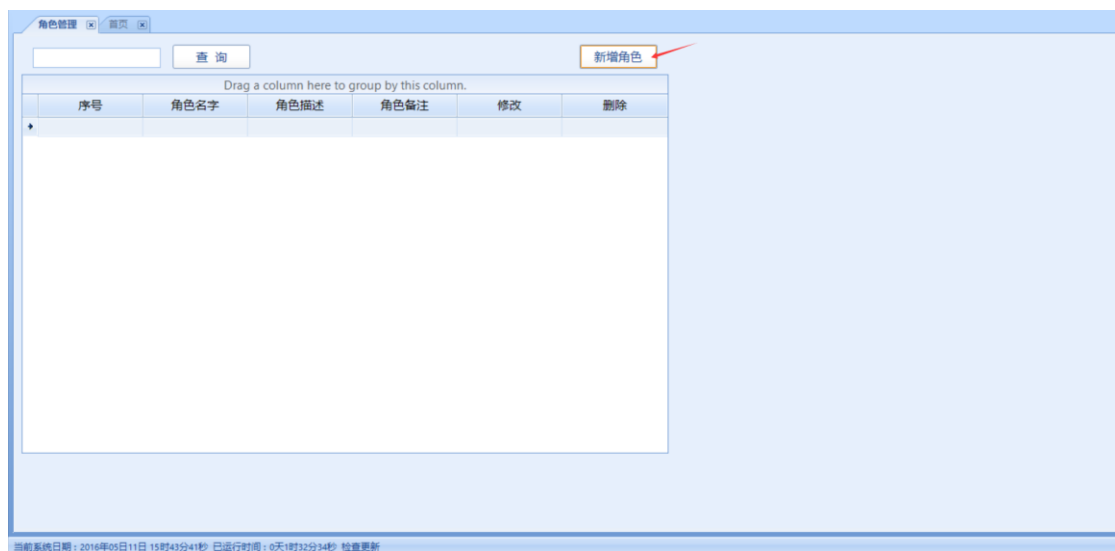 角色管理 首页
查 询 新增角色
Drag a column here to group by this column.
序号 角色名字 角色描述 角色备注 修改 删除
当前系统日期：2016年05月11日 15时43分41秒 已运行时间：0天1时32分34秒 检查更新